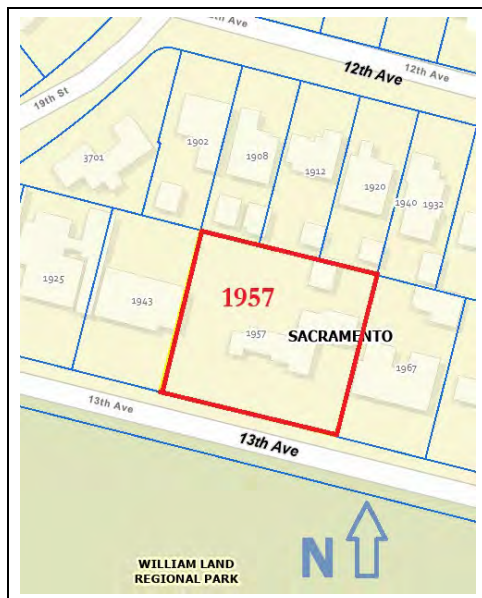 12th Ave
12th Ave
19th St
1902
1908
3701
1912
1920
1940
1932
1925
1943
1957
1957
SACRAMENTO
1967
13th Ave
13th Ave
N
WILLIAM LAND
REGIONAL PARK